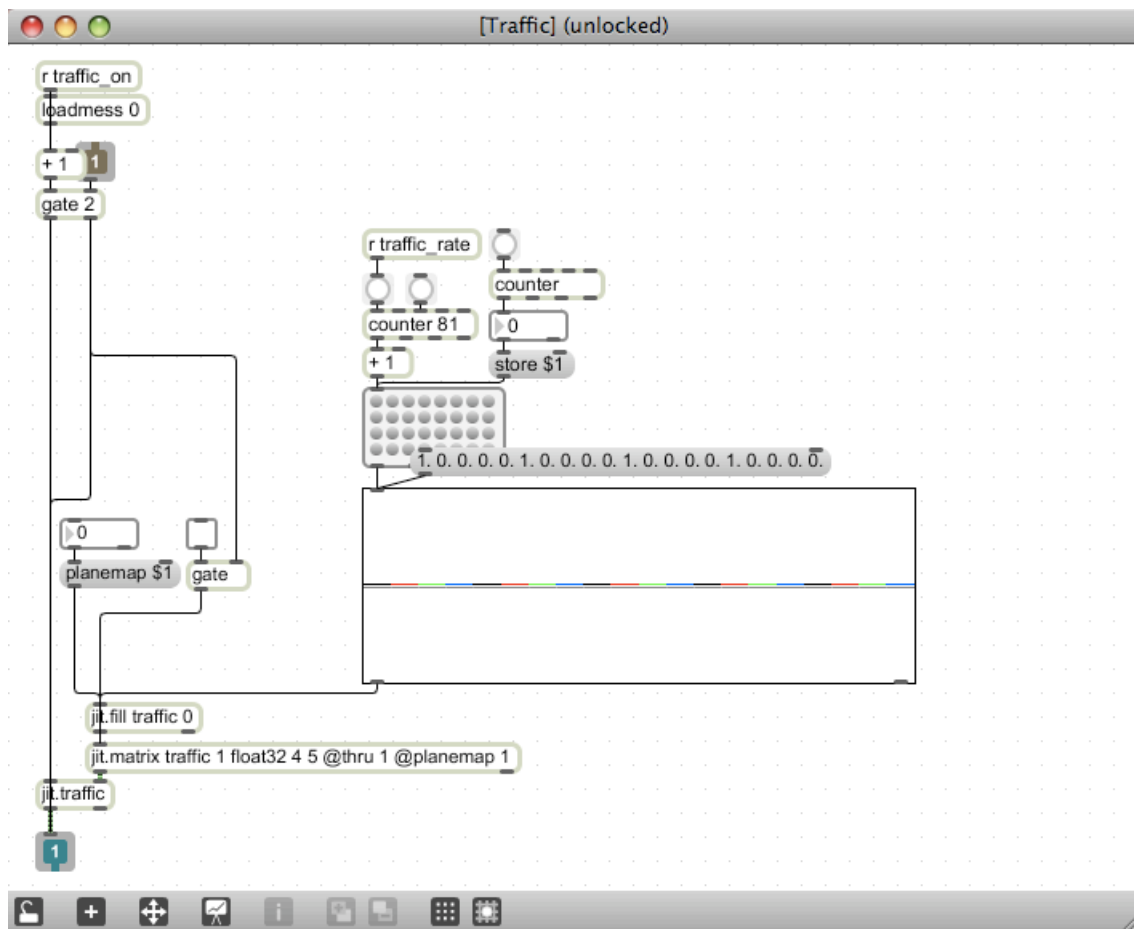 [Traffic] (unlocked)
r traffic_on
loadmess 0
+ 1
1
gate 2
r traffic_rate
counter
counter 81
0
+ 1
store $1
1. 0. 0. 0. 0. 1. 0. 0. 0. 0. 1. 0. 0. 0. 0. 1. 0. 0. 0. 0.
0
planemap $1
gate
jit.fill traffic 0
jit.matrix traffic 1 float32 4 5 @thru 1 @planemap 1
jit.traffic
1